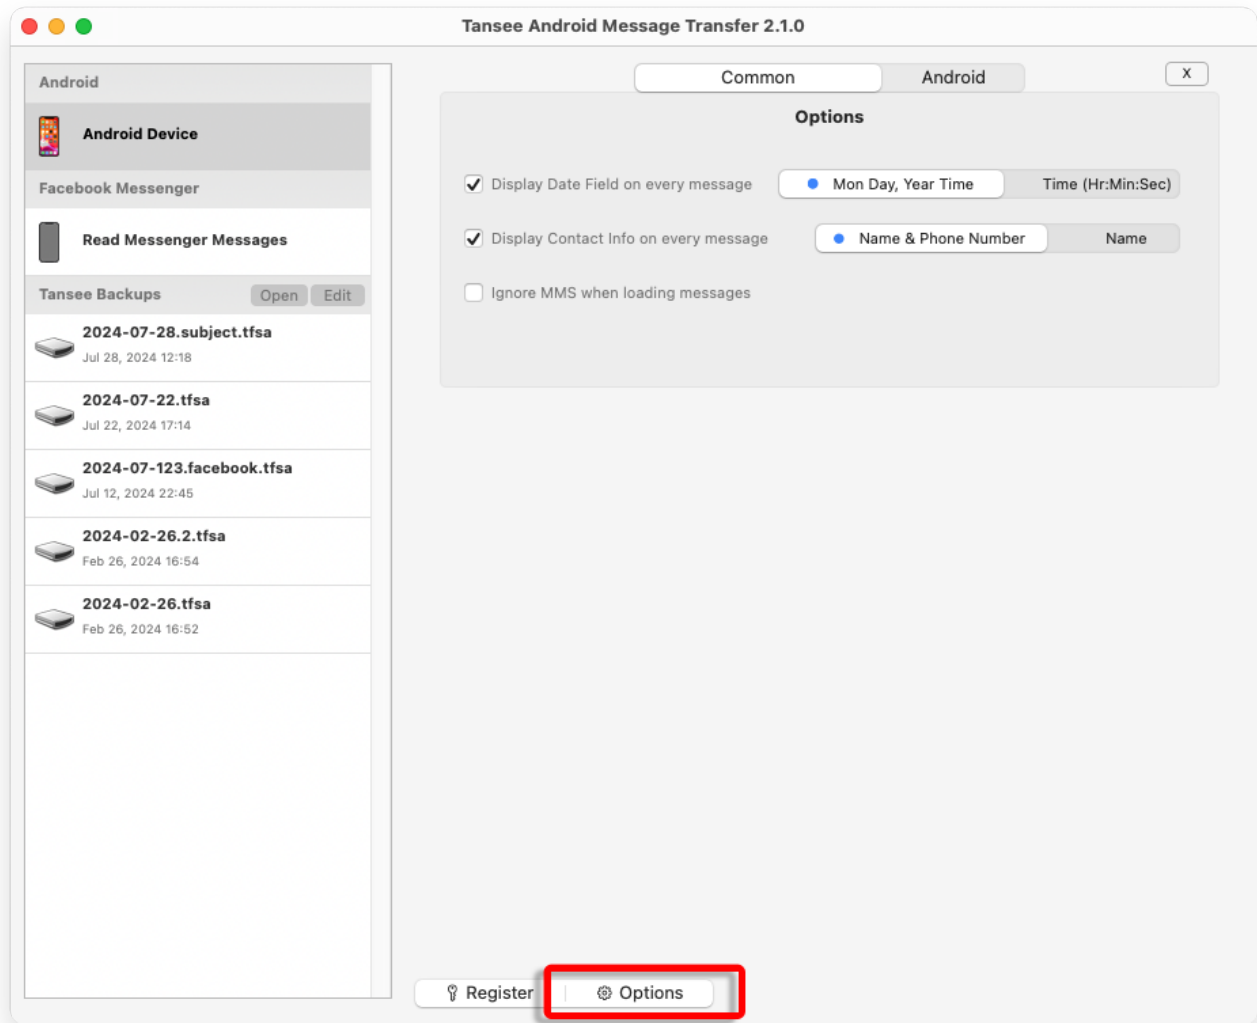 Tansee Android Message Transfer 2.1.0
Android
Android Device
Facebook Messenger
Read Messenger Messages
Tansee Backups Open Edit
2024-07-28.subject.tfsa
Jul 28, 2024 12:18
2024-07-22.tfsa
Jul 22, 2024 17:14
2024-07-123.facebook.tfsa
Jul 12, 2024 22:45
2024-02-26.2.tfsa
Feb 26, 2024 16:54
2024-02-26.tfsa
Feb 26, 2024 16:52
Common Android X
Options
Display Date Field on every message Mon Day, Year Time Time (Hr:Min:Sec)
Display Contact Info on every message Name & Phone Number Name
Ignore MMS when loading messages
Register Options